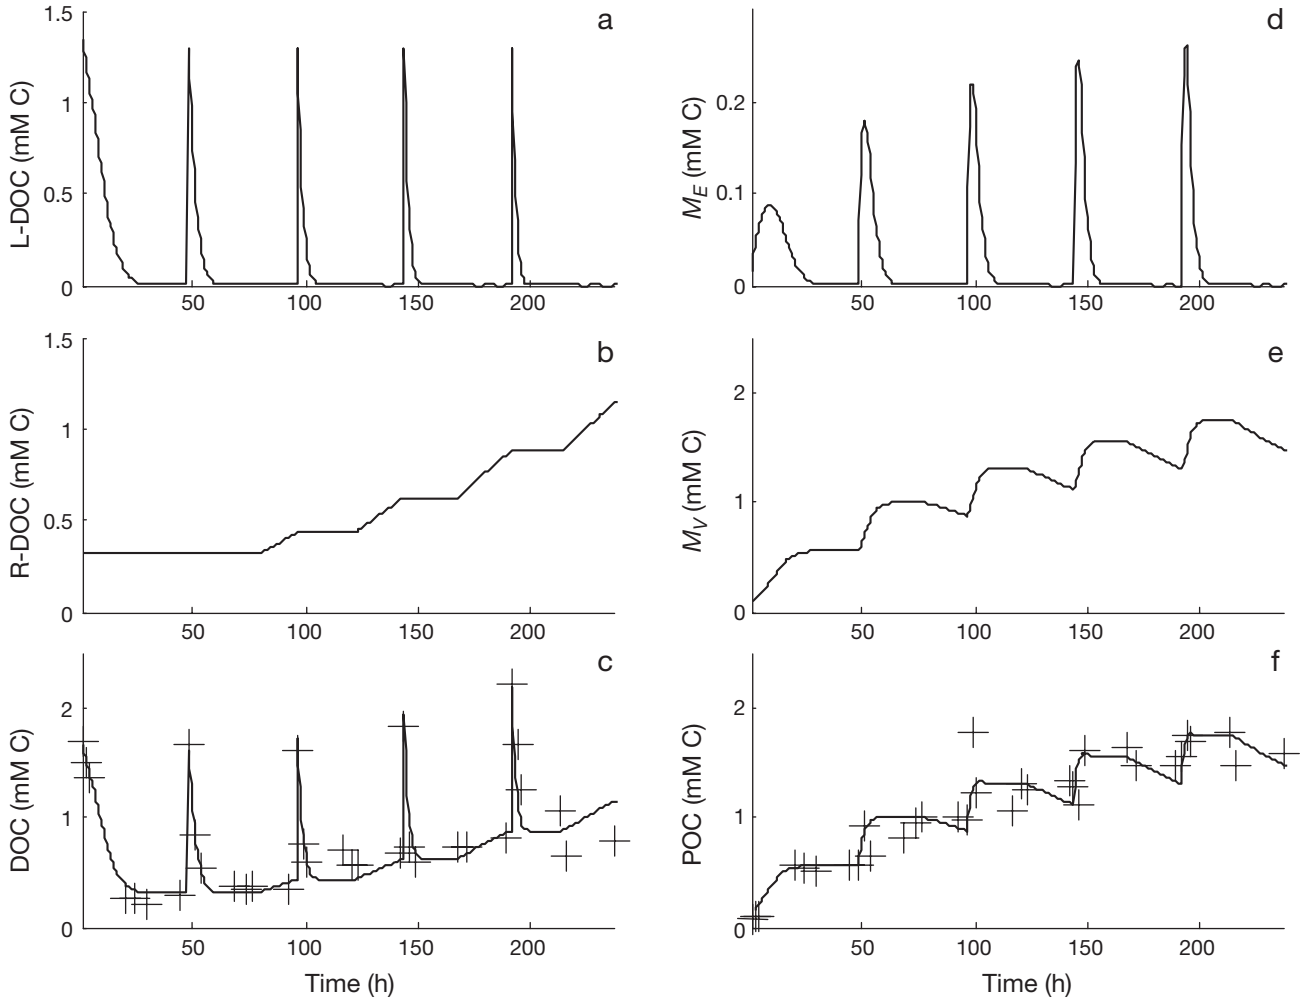 a
1.5
1
0.5
0
L-DOC (mM C)
50 100 150 200
d
0.2
0.1
0
M_E (mM C)
50 100 150 200
b
1.5
1
0.5
0
R-DOC (mM C)
50 100 150 200
e
2
1
0
M_V (mM C)
50 100 150 200
c
2
1
0
DOC (mM C)
50 100 150 200
Time (h)
f
2
1
0
POC (mM C)
50 100 150 200
Time (h)